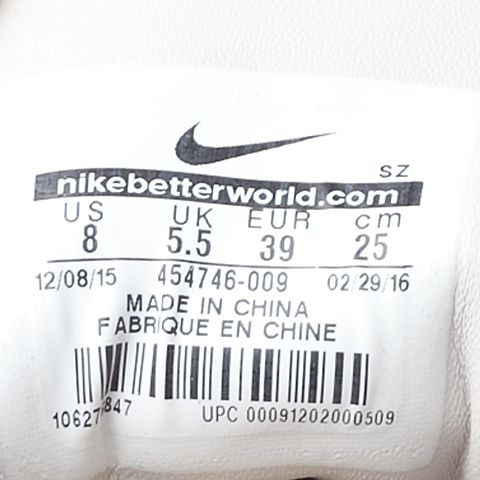 SZ
nikebetterworld.com
US UK EUR cm
8 5.5 39 25
12/08/15 454746-009 02/29/16
MADE IN CHINA
FABRIQUE EN CHINE
UPC 00091202000509